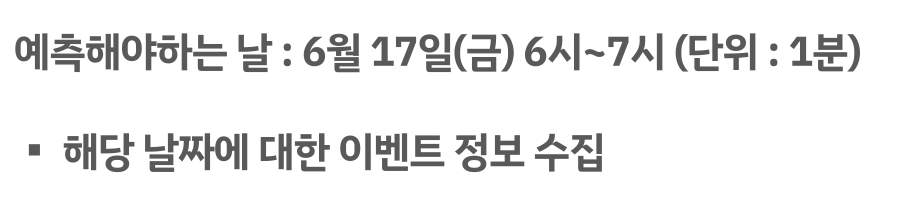 예측해야하는 날 : 6월 17일(금) 6시~7시 (단위 : 1분)
▪ 해당 날짜에 대한 이벤트 정보 수집